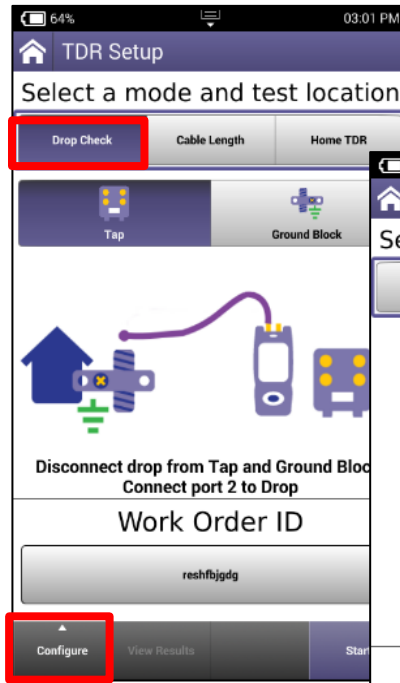 64%
03:01 PM
TDR Setup
Select a mode and test location
Drop Check
Cable Length
Home TDR
Tap
Ground Block
Se
Disconnect drop from Tap and Ground Bloc
Connect port 2 to Drop
Work Order ID
reshfbjgdg
Configure
View Results
Star